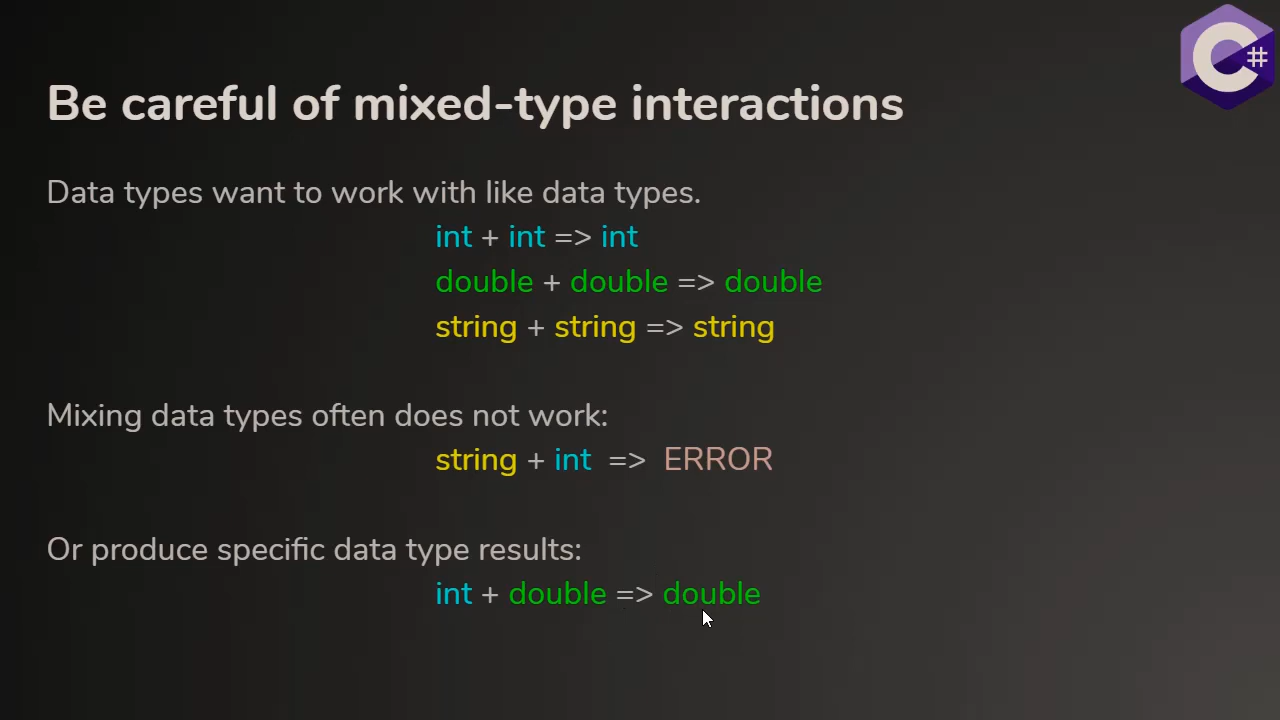 C#
Be careful of mixed-type interactions
Data types want to work with like data types.
int + int => int
double + double => double
string + string => string
Mixing data types often does not work:
string + int => ERROR
Or produce specific data type results:
int + double => double